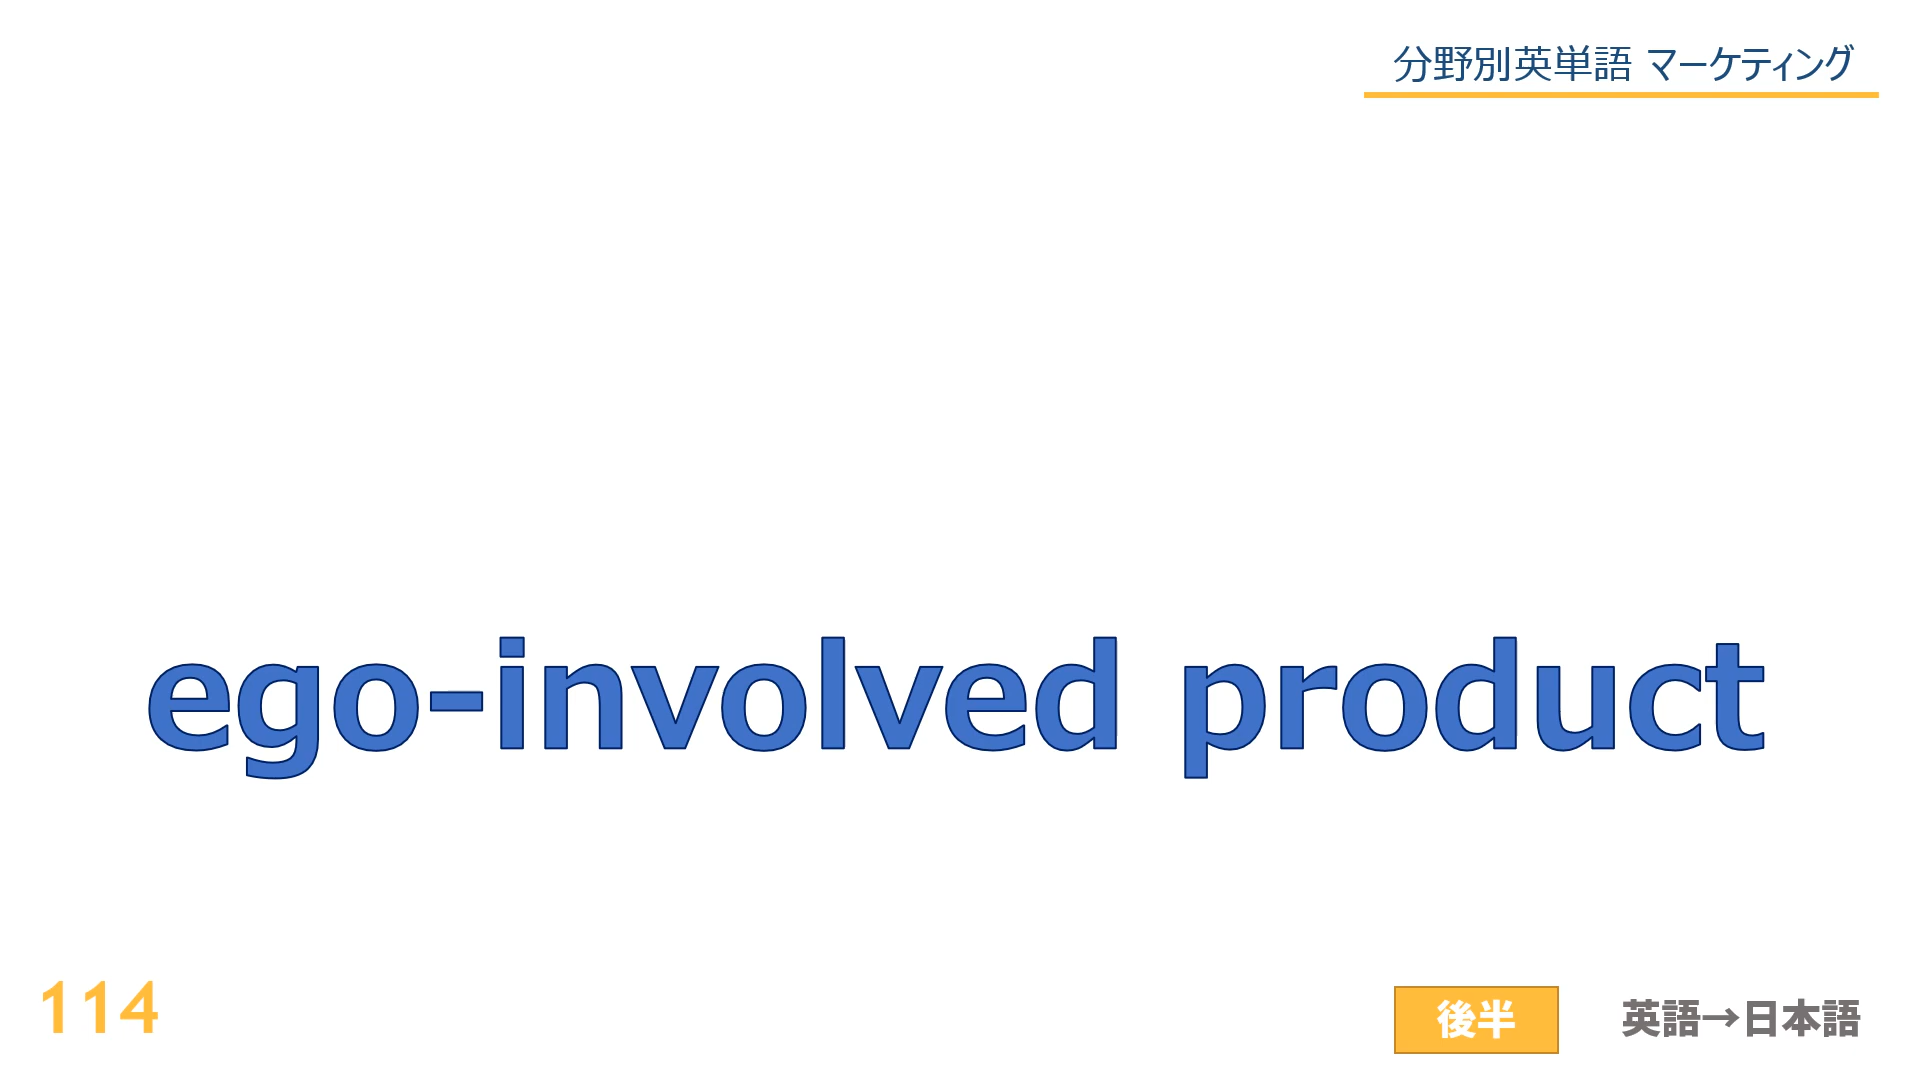 分野別英単語 マーケティング
ego-involved product
114
後半
英語→日本語